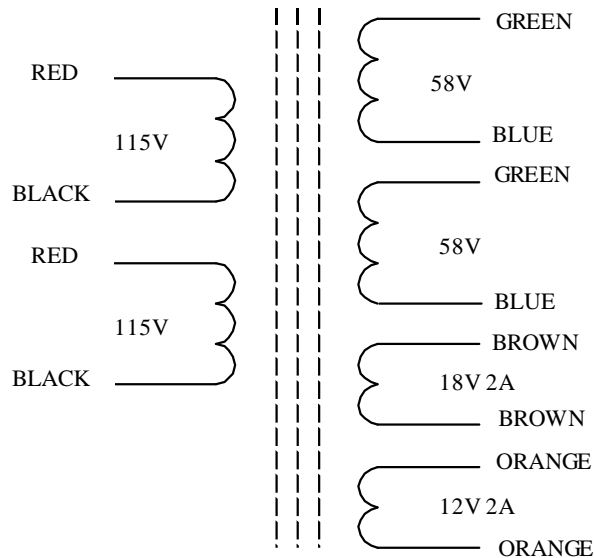 RED
115V
BLACK
RED
115V
BLACK
GREEN
58V
BLUE
GREEN
58V
BLUE
BROWN
18V 2A
BROWN
ORANGE
12V 2A
ORANGE